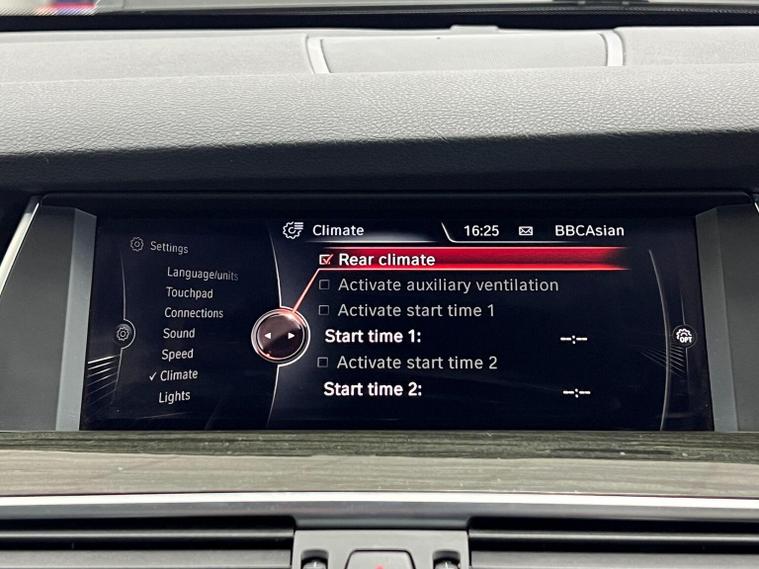 Climate 16:25 BBCAsian
Settings
Language/units
Touchpad
Connections
Sound
Speed
✓ Climate
Lights
Rear climate
Activate auxiliary ventilation
Activate start time 1
Start time 1: --:--
Activate start time 2
Start time 2: --:--
OPT